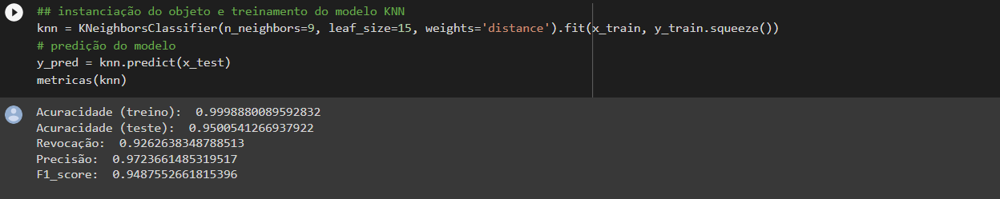 ## instanciação do objeto e treinamento do modelo KNN
knn = KNeighborsClassifier(n_neighbors=9, leaf_size=15, weights='distance').fit(x_train, y_train.squeeze())
# predição do modelo
y_pred = knn.predict(x_test)
metricas(knn)
Acuracidade (treino):  0.9998880089592832
Acuracidade (teste):  0.9500541266937922
Revocação:  0.9262638348788513
Precisão:  0.9723661485319517
F1_score:  0.9487552661815396